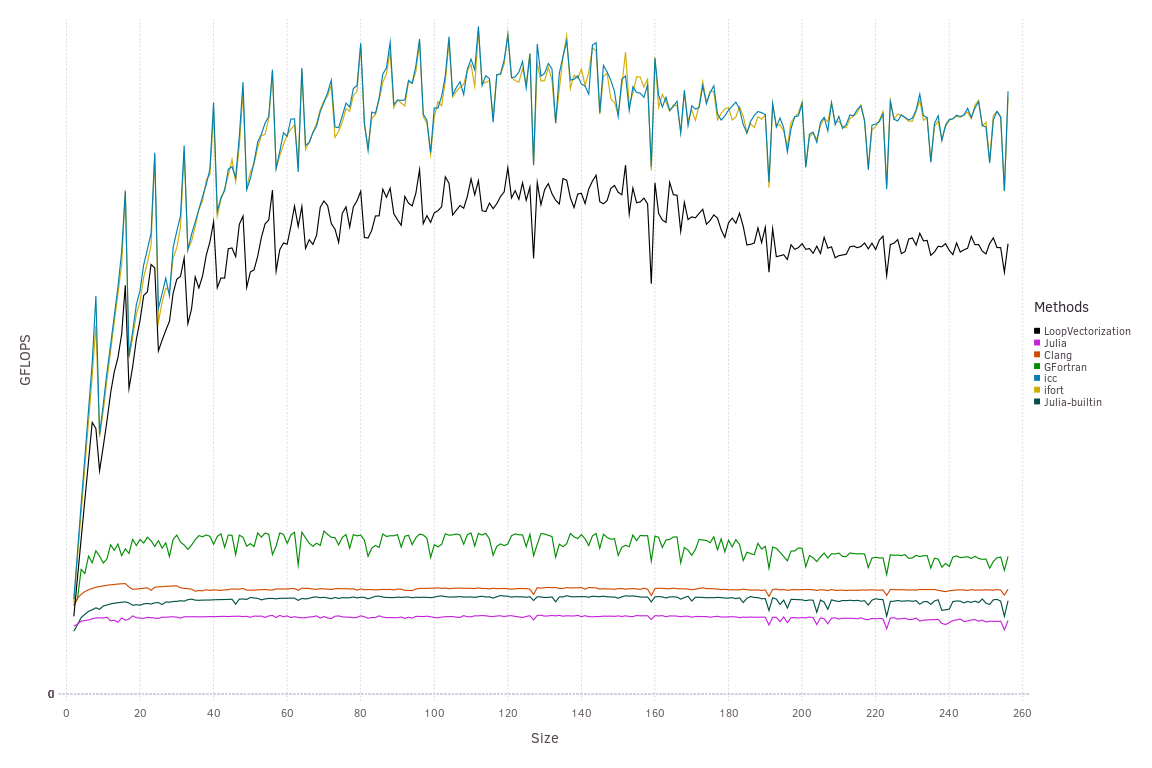 GFLOPS
0
0 20 40 60 80 100 120 140 160 180 200 220 240 260
Size
Methods
LoopVectorization
Julia
Clang
GFortran
icc
ifort
Julia-builtin